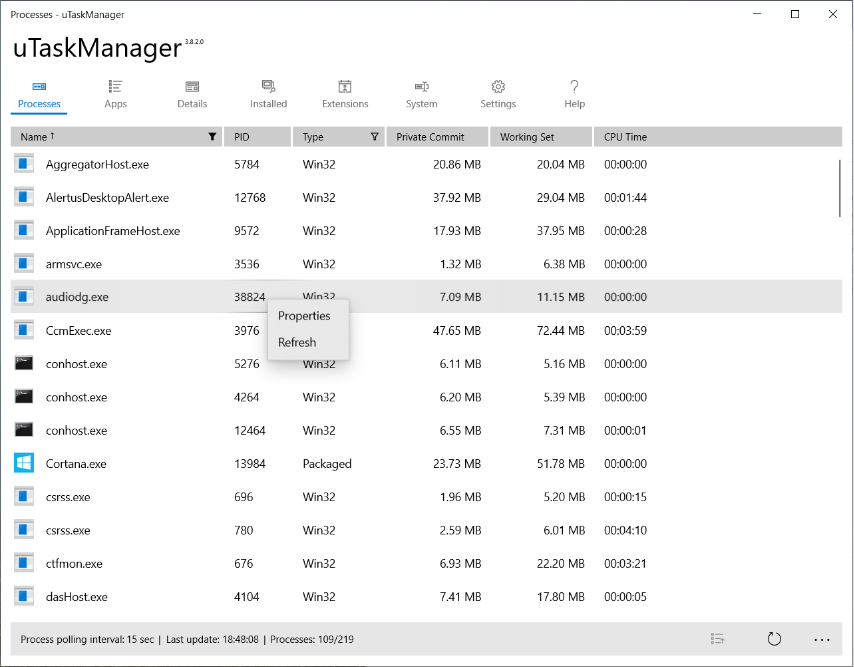 Processes - uTaskManager
uTaskManager 3.8.2.0
Processes Apps Details Installed Extensions System Settings Help
Name PID Type Private Commit Working Set CPU Time
AggregatorHost.exe 5784 Win32 20.86 MB 20.04 MB 00:00:00
AlertusDesktopAlert.exe 12768 Win32 37.92 MB 29.04 MB 00:01:44
ApplicationFrameHost.exe 9572 Win32 17.93 MB 37.95 MB 00:00:28
armsvc.exe 3536 Win32 1.32 MB 6.38 MB 00:00:00
audiodg.exe 38824 Win32 7.09 MB 11.15 MB 00:00:00
Properties
CcmExec.exe 3976 47.65 MB 72.44 MB 00:03:59
Refresh
conhost.exe 5276 Win32 6.11 MB 5.16 MB 00:00:00
conhost.exe 4264 Win32 6.20 MB 5.39 MB 00:00:00
conhost.exe 12464 Win32 6.55 MB 7.31 MB 00:00:01
Cortana.exe 13984 Packaged 23.73 MB 51.78 MB 00:00:00
csrss.exe 696 Win32 1.96 MB 5.20 MB 00:00:15
csrss.exe 780 Win32 2.59 MB 6.01 MB 00:04:10
ctfmon.exe 676 Win32 6.93 MB 22.20 MB 00:03:21
dasHost.exe 4104 Win32 7.41 MB 17.80 MB 00:00:05
Process polling interval: 15 sec | Last update: 18:48:08 | Processes: 109/219